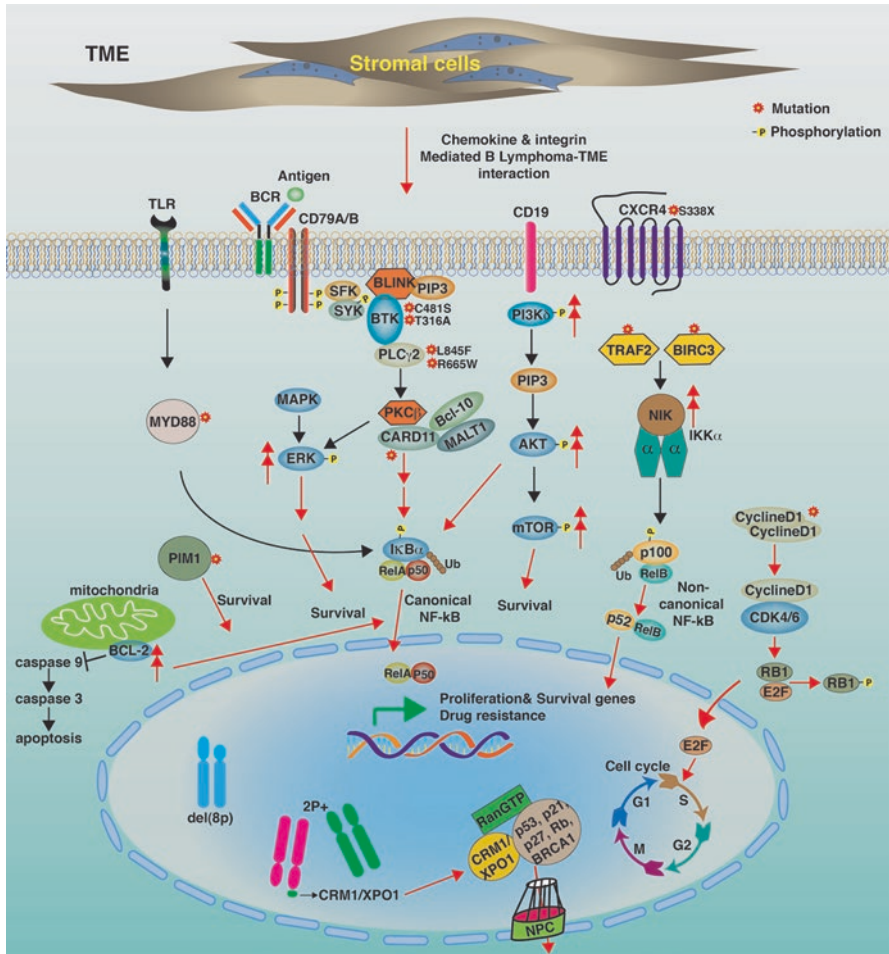 TME
Stromal cells
Mutation
P Phosphorylation
Chemokine & integrin
Mediated B Lymphoma-TME
interaction
Antigen
TLR
BCR
CD79A/B
CD19
CXCR4 S338X
P P
P P
SFK
SYK
P
BLINK
PIP3
BTK
C481S
T316A
PLCγ2
L845F
R665W
PI3Kδ P
TRAF2
BIRC3
MYD88
MAPK
PKCβ
Bcl-10
CARD11
MALT1
ERK P
PIP3
AKT P
NIK
IKKα
α α
mTOR P
P
IκBα
Ub
RelA p50
P
p100
Ub
RelB
CyclineD1
CyclineD1
PIM1
mitochondria
Survival
Survival
Canonical
NF-kB
Survival
p52 RelB
Non-
canonical
NF-kB
CyclineD1
CDK4/6
BCL-2
caspase 9
caspase 3
apoptosis
RelA P50
RB1
E2F
RB1 P
Proliferation& Survival genes
Drug resistance
E2F
Cell cycle
G1
S
G2
M
del(8p)
2P+
CRM1/XPO1
RanGTP
CRM1/
XPO1
p53, p21,
p27, Rb,
BRCA1
NPC